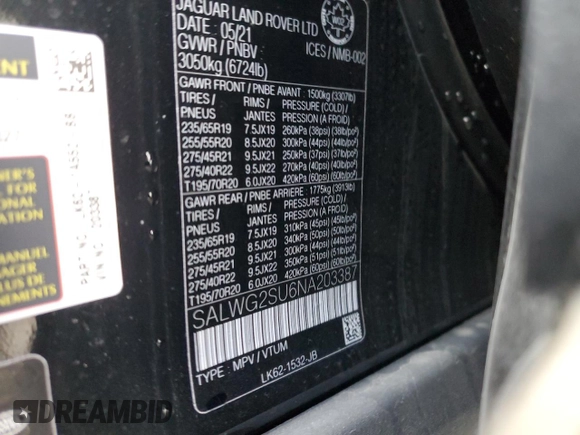 JAGUAR LAND ROVER LTD
DATE : 05/21
GVWR / PNBV
3050kg (6724lb)
ICES / NMB-002
GAWR FRONT / PNBE AVANT : 1500kg (3307lb)
TIRES / RIMS / PRESSURE (COLD) /
PNEUS JANTES PRESSION (A FROID)
235/65R19 7.5JX19 260kPa (38psi) (38lb/po²)
255/55R20 8.5JX20 300kPa (44psi) (44lb/po²)
275/45R21 9.5JX21 250kPa (37psi) (37lb/po²)
275/40R22 9.5JX22 270kPa (40psi) (40lb/po²)
T195/70R20 6.0JX20 420kPa (60psi) (60lb/po²)
GAWR REAR / PNBE ARRIERE : 1775kg (3913lb)
TIRES / RIMS / PRESSURE (COLD) /
PNEUS JANTES PRESSION (A FROID)
235/65R19 7.5JX19 310kPa (45psi) (45lb/po²)
255/55R20 8.5JX20 340kPa (50psi) (50lb/po²)
275/45R21 9.5JX21 300kPa (44psi) (44lb/po²)
275/40R22 9.5JX22 350kPa (51psi) (51lb/po²)
T195/70R20 6.0JX20 420kPa (60psi) (60lb/po²)
SALWG2SU6NA203387
TYPE : MPV / VTUM
LK62-1532-JB
PART NO.
VIN NO. 203387
MANUEL
DREAMBID